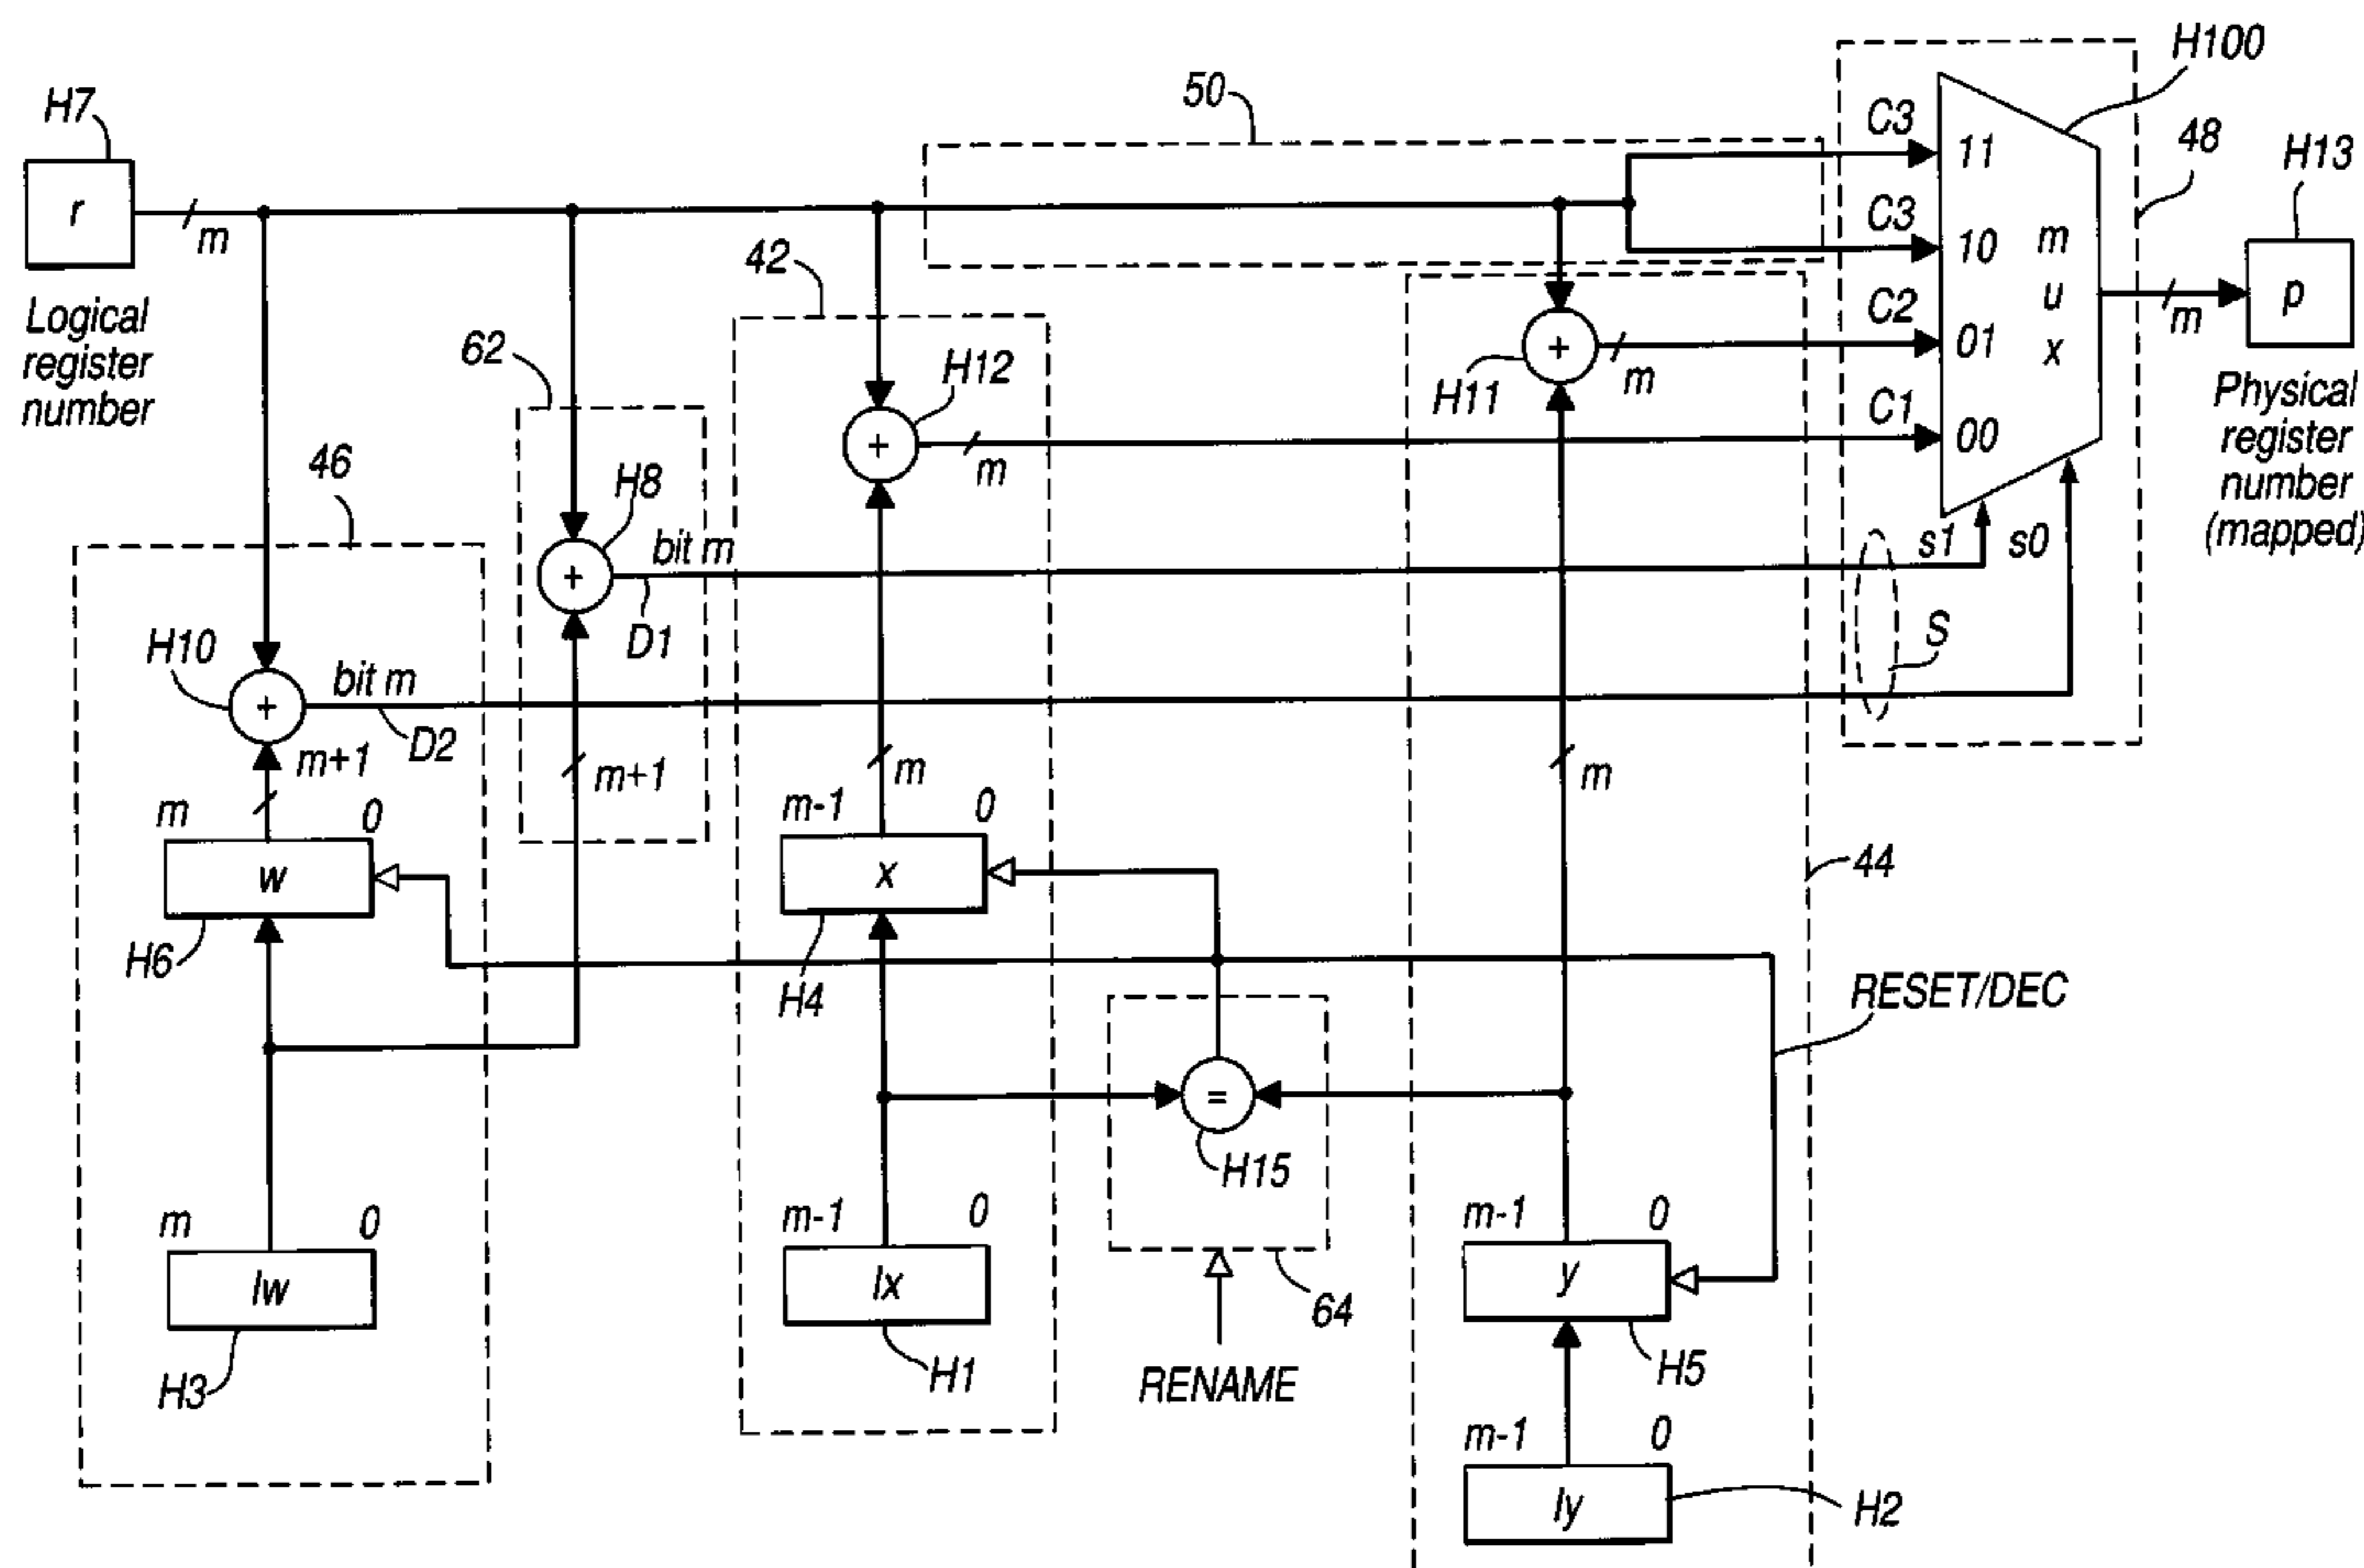 H100
50
H7
C3
11
48
H13
r
m
C3
10
m
u
x
m
p
Logical
register
number
42
62
C2
01
H11
m
H12
C1
00
Physical
register
number
(mapped)
46
H8
m
bit m
s1
s0
D1
S
H10
bit m
D2
m+1
m+1
m
m
m
0
m-1
0
w
x
44
H6
H4
RESET/DEC
=
H15
m
0
m-1
0
m-1
0
Iw
Ix
y
64
H3
H1
RENAME
H5
m-1
0
Iy
H2
+
+
+
+